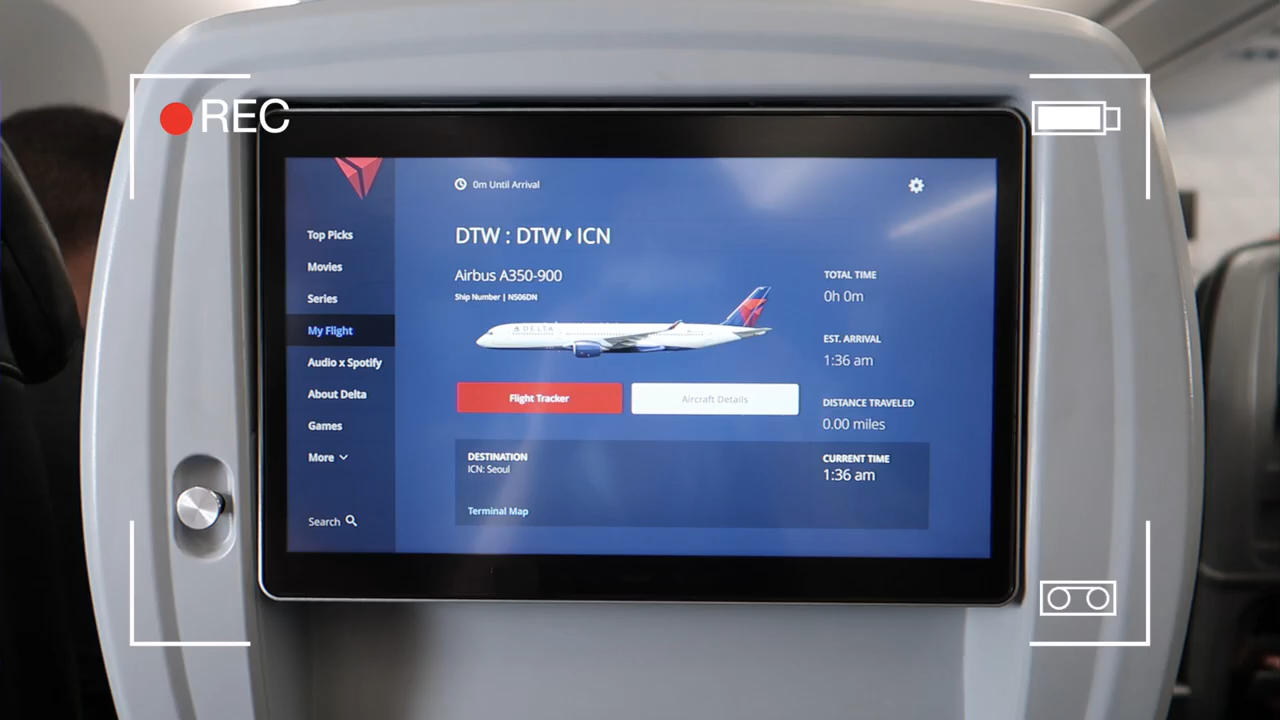 REC
0m Until Arrival
DTW : DTW ▸ ICN
Top Picks
Movies
Series
My Flight
Audio x Spotify
About Delta
Games
More
Search
Airbus A350-900
Ship Number | N506DN
DELTA
Flight Tracker
Aircraft Details
TOTAL TIME
0h 0m
EST. ARRIVAL
1:36 am
DISTANCE TRAVELED
0.00 miles
DESTINATION
ICN: Seoul
Terminal Map
CURRENT TIME
1:36 am